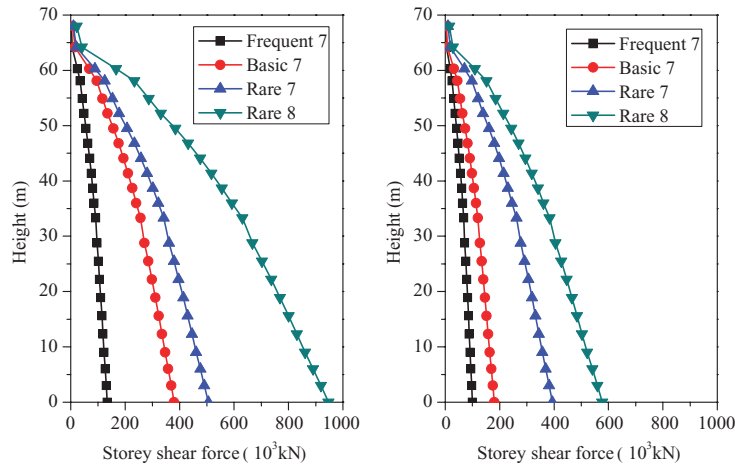 70
60
50
40
30
20
10
0
Height (m)
0
200
400
600
800
1000
Storey shear force ( 10³kN)
Frequent 7
Basic 7
Rare 7
Rare 8
70
60
50
40
30
20
10
0
Height (m)
0
200
400
600
800
1000
Storey shear force ( 10³kN)
Frequent 7
Basic 7
Rare 7
Rare 8